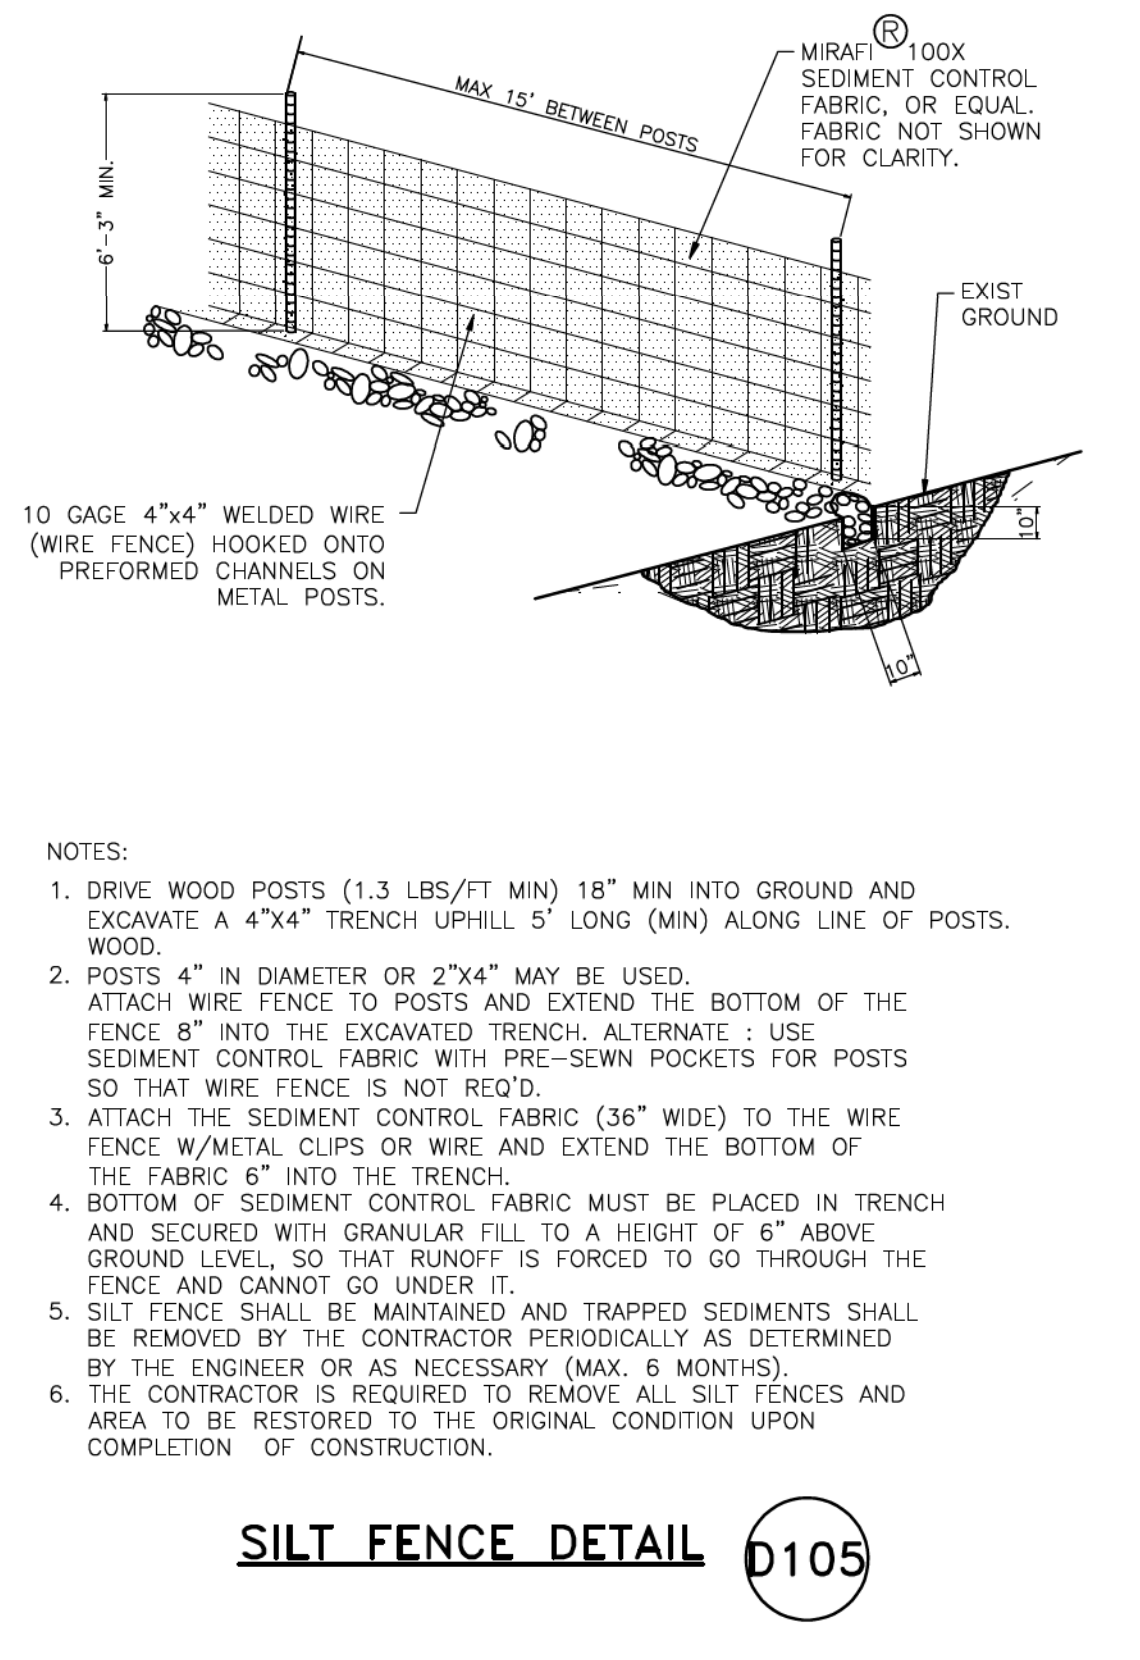 ®
MIRAFI 100X
SEDIMENT CONTROL
FABRIC, OR EQUAL.
FABRIC NOT SHOWN
FOR CLARITY.
MAX 15' BETWEEN POSTS
6'-3" MIN.
EXIST
GROUND
10 GAGE 4"x4" WELDED WIRE
(WIRE FENCE) HOOKED ONTO
PREFORMED CHANNELS ON
METAL POSTS.
10"
10"
NOTES:
1. DRIVE WOOD POSTS (1.3 LBS/FT MIN) 18" MIN INTO GROUND AND
EXCAVATE A 4"X4" TRENCH UPHILL 5' LONG (MIN) ALONG LINE OF POSTS.
WOOD.
2. POSTS 4" IN DIAMETER OR 2"X4" MAY BE USED.
ATTACH WIRE FENCE TO POSTS AND EXTEND THE BOTTOM OF THE
FENCE 8" INTO THE EXCAVATED TRENCH. ALTERNATE : USE
SEDIMENT CONTROL FABRIC WITH PRE-SEWN POCKETS FOR POSTS
SO THAT WIRE FENCE IS NOT REQ'D.
3. ATTACH THE SEDIMENT CONTROL FABRIC (36" WIDE) TO THE WIRE
FENCE W/METAL CLIPS OR WIRE AND EXTEND THE BOTTOM OF
THE FABRIC 6" INTO THE TRENCH.
4. BOTTOM OF SEDIMENT CONTROL FABRIC MUST BE PLACED IN TRENCH
AND SECURED WITH GRANULAR FILL TO A HEIGHT OF 6" ABOVE
GROUND LEVEL, SO THAT RUNOFF IS FORCED TO GO THROUGH THE
FENCE AND CANNOT GO UNDER IT.
5. SILT FENCE SHALL BE MAINTAINED AND TRAPPED SEDIMENTS SHALL
BE REMOVED BY THE CONTRACTOR PERIODICALLY AS DETERMINED
BY THE ENGINEER OR AS NECESSARY (MAX. 6 MONTHS).
6. THE CONTRACTOR IS REQUIRED TO REMOVE ALL SILT FENCES AND
AREA TO BE RESTORED TO THE ORIGINAL CONDITION UPON
COMPLETION OF CONSTRUCTION.
SILT FENCE DETAIL
D105